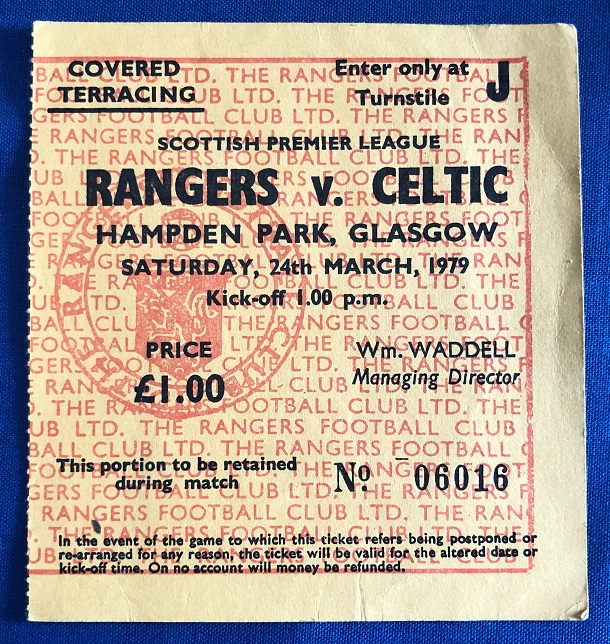 COVERED
TERRACING
Enter only at
Turnstile J
SCOTTISH PREMIER LEAGUE
RANGERS v. CELTIC
HAMPDEN PARK, GLASGOW
SATURDAY, 24th MARCH, 1979
Kick-off 1.00 p.m.
PRICE
£1.00
Wm. WADDELL
Managing Director
This portion to be retained
during match
No 06016
In the event of the game to which this ticket refers being postponed or
re-arranged for any reason, the ticket will be valid for the altered date or
kick-off time. On no account will money be refunded.